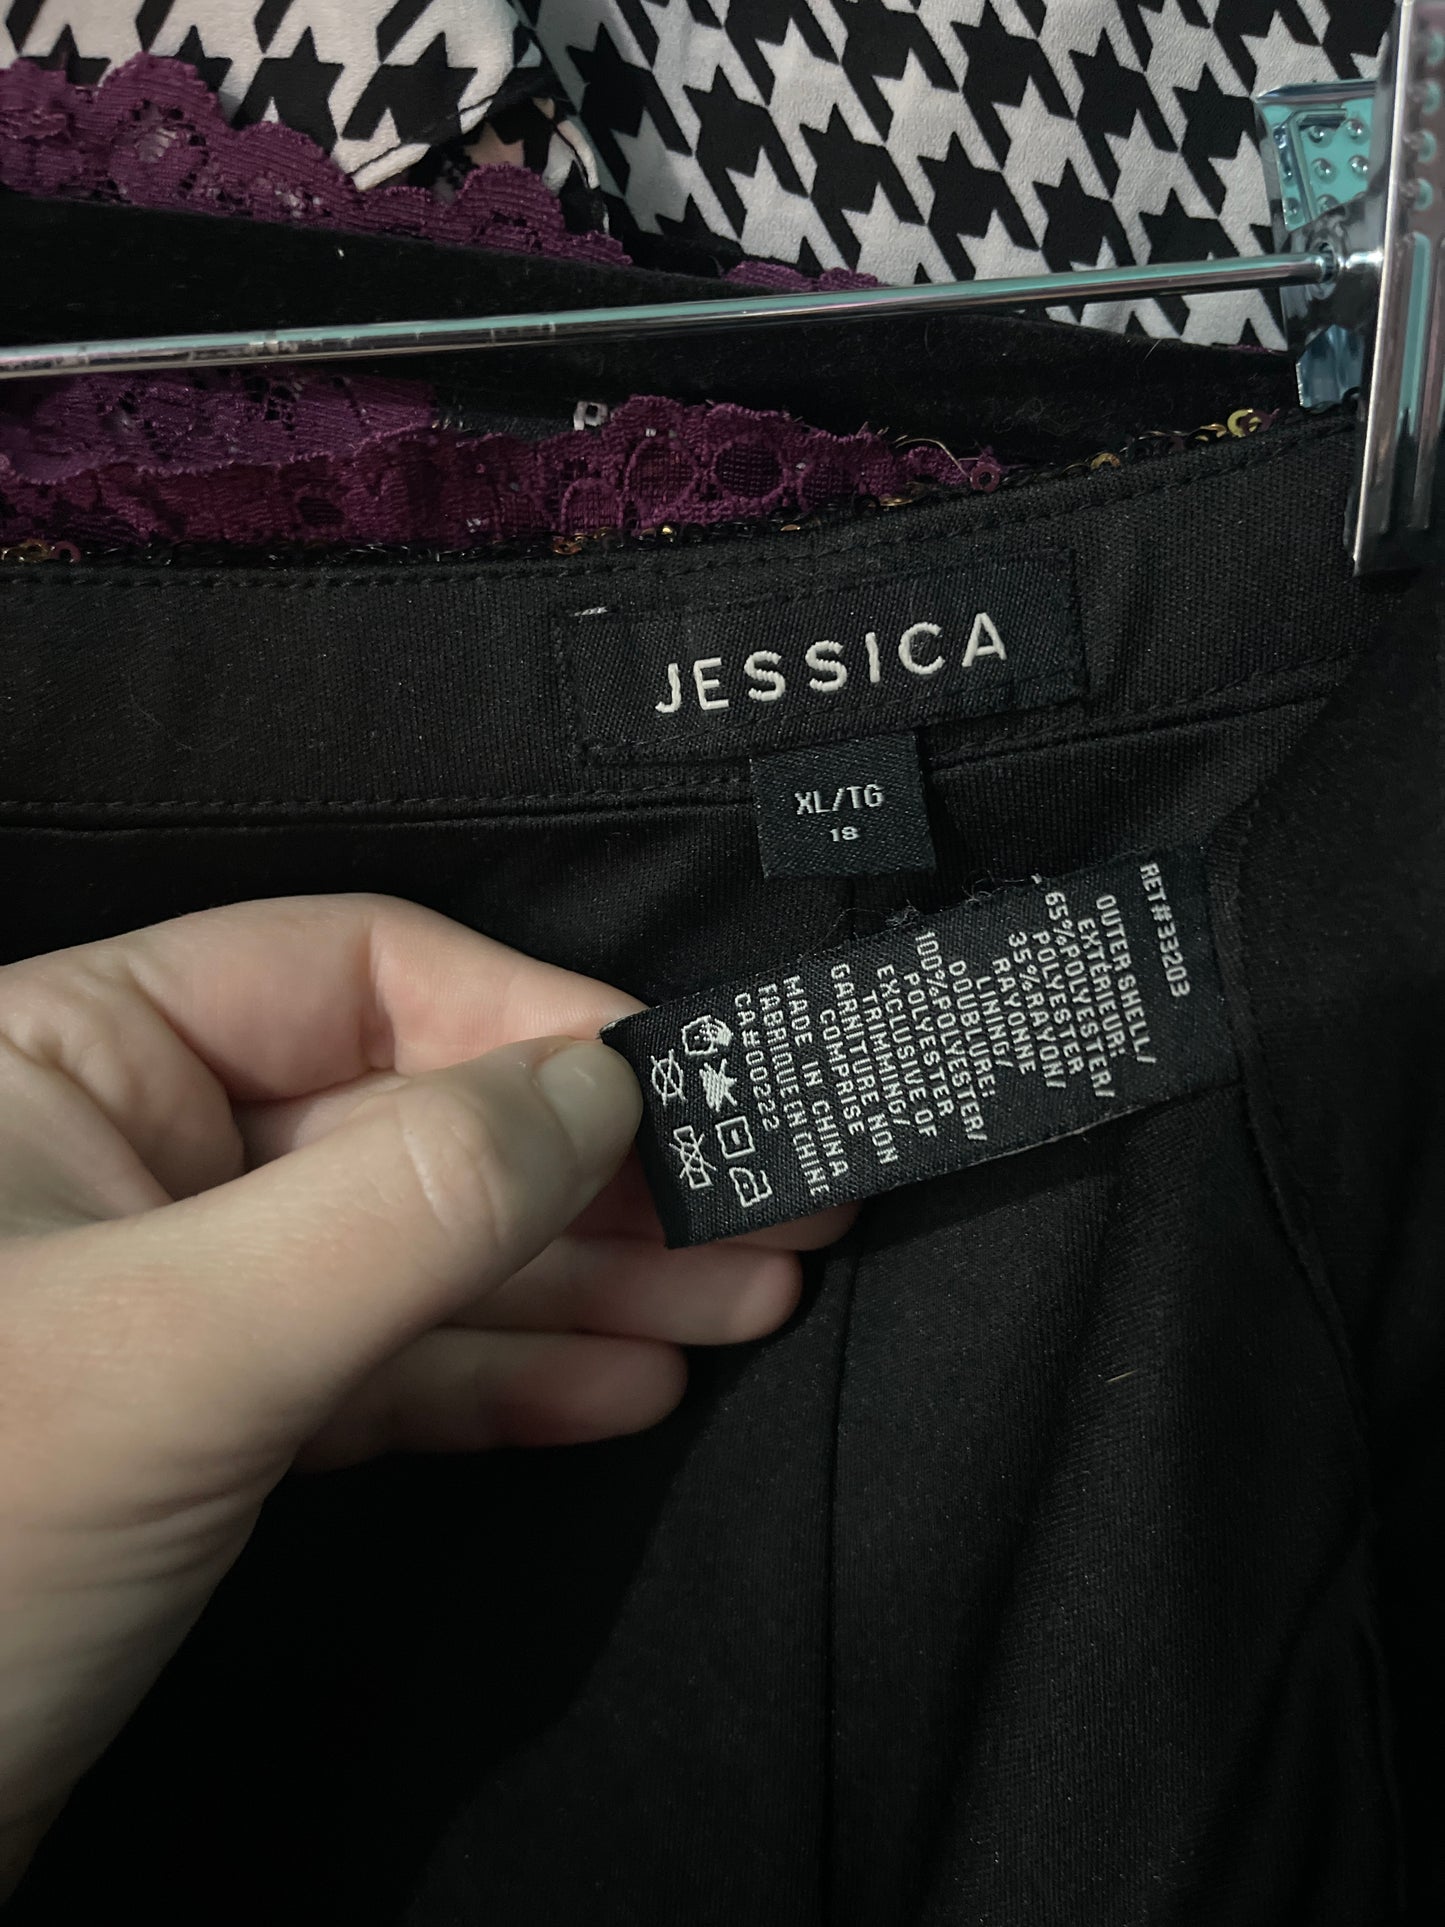 JESSICA
XL/TG
18
RET#33203
OUTER SHELL/
EXTÉRIEUR:
65%POLYESTER/
POLYESTER
35%RAYON/
RAYONNE
LINING/
DOUBLURE:
100%POLYESTER/
POLYESTER
EXCLUSIVE OF
TRIMMING/
GARNITURE NON
COMPRISE
MADE IN CHINA
FABRIQUE EN CHINE
CA#00222